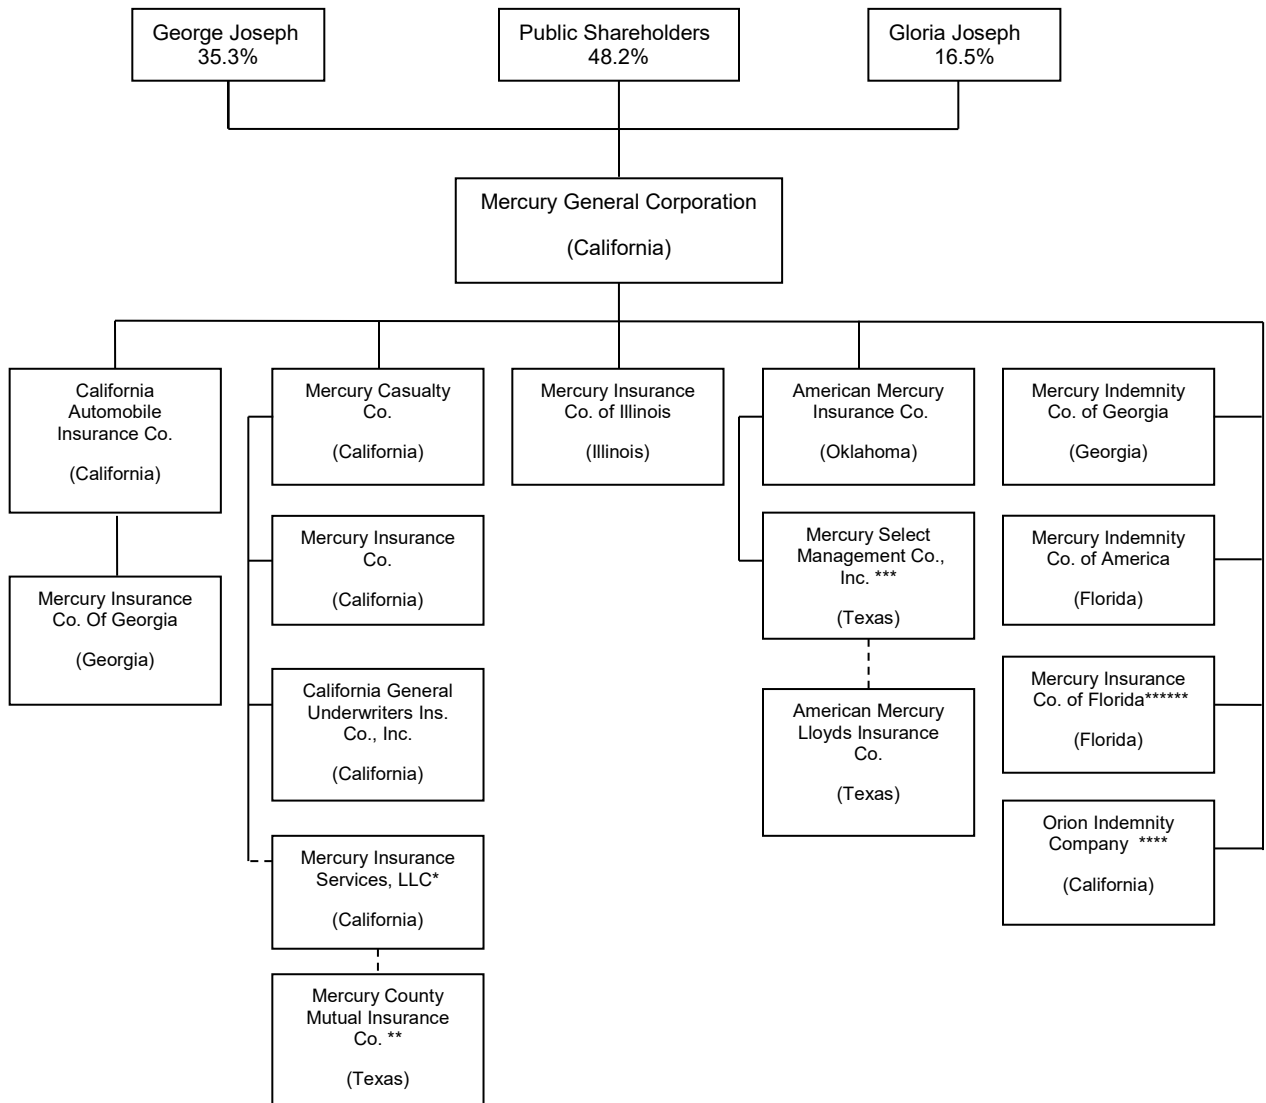 George Joseph
35.3%
Public Shareholders
48.2%
Gloria Joseph
16.5%
Mercury General Corporation
(California)
California
Automobile
Insurance Co.
(California)
Mercury Casualty
Co.
(California)
Mercury Insurance
Co. of Illinois
(Illinois)
American Mercury
Insurance Co.
(Oklahoma)
Mercury Indemnity
Co. of Georgia
(Georgia)
Mercury Insurance
Co. Of Georgia
(Georgia)
Mercury Insurance
Co.
(California)
Mercury Select
Management Co.,
Inc. ***
(Texas)
Mercury Indemnity
Co. of America
(Florida)
California General
Underwriters Ins.
Co., Inc.
(California)
American Mercury
Lloyds Insurance
Co.
(Texas)
Mercury Insurance
Co. of Florida******
(Florida)
Mercury Insurance
Services, LLC*
(California)
Orion Indemnity
Company ****
(California)
Mercury County
Mutual Insurance
Co. **
(Texas)